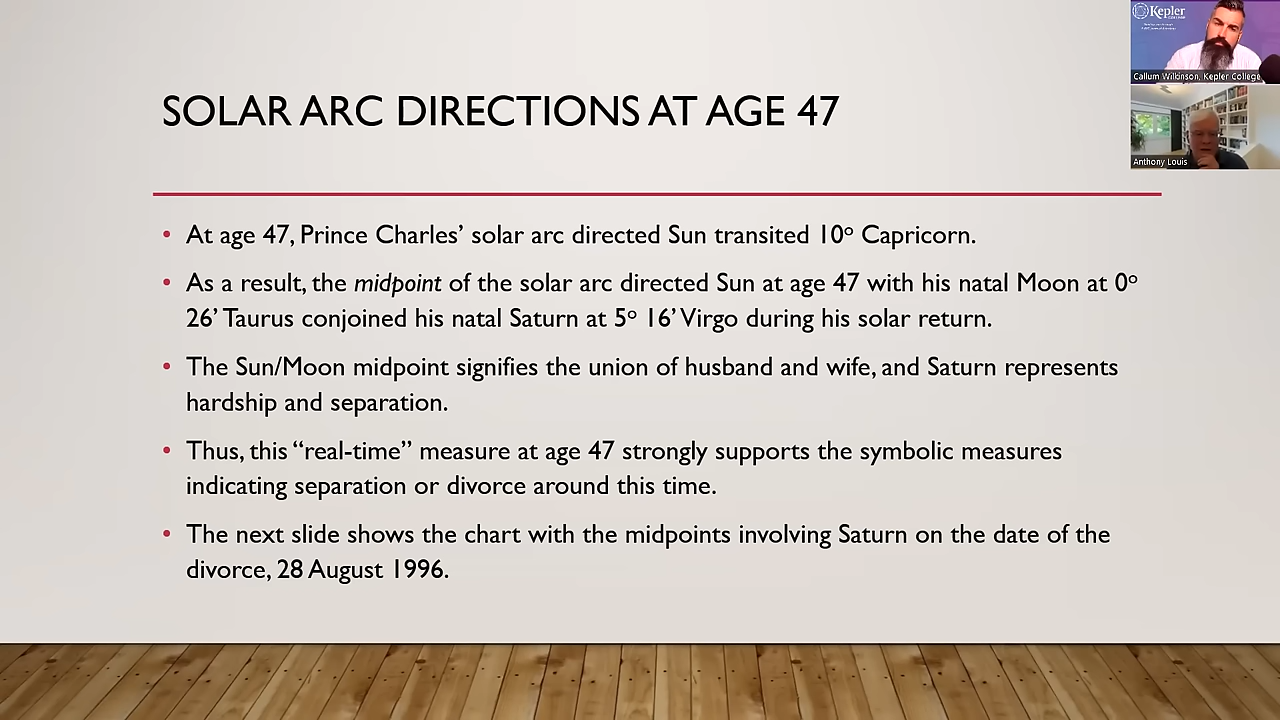 SOLAR ARC DIRECTIONS AT AGE 47
• At age 47, Prince Charles’ solar arc directed Sun transited 10º Capricorn.
• As a result, the midpoint of the solar arc directed Sun at age 47 with his natal Moon at 0º
26’ Taurus conjoined his natal Saturn at 5º 16’ Virgo during his solar return.
• The Sun/Moon midpoint signifies the union of husband and wife, and Saturn represents
hardship and separation.
• Thus, this “real-time” measure at age 47 strongly supports the symbolic measures
indicating separation or divorce around this time.
• The next slide shows the chart with the midpoints involving Saturn on the date of the
divorce, 28 August 1996.
Kepler
COLLEGE
Callum Wilkinson, Kepler College
Anthony Louis